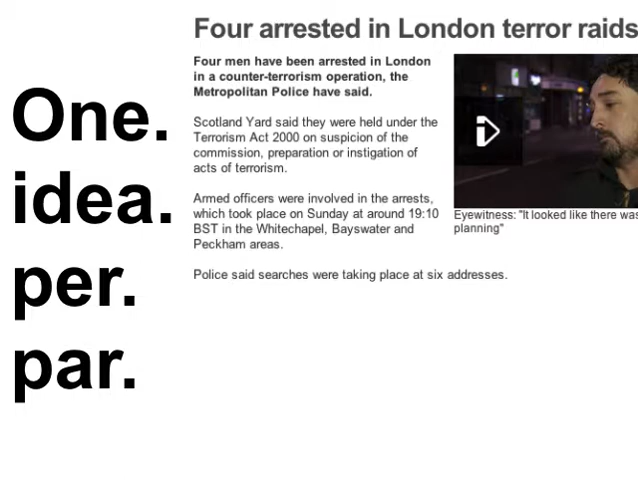 One.
idea.
per.
par.
Four arrested in London terror raids
Four men have been arrested in London
in a counter-terrorism operation, the
Metropolitan Police have said.
Scotland Yard said they were held under the
Terrorism Act 2000 on suspicion of the
commission, preparation or instigation of
acts of terrorism.
Armed officers were involved in the arrests,
which took place on Sunday at around 19:10
BST in the Whitechapel, Bayswater and
Peckham areas.
Police said searches were taking place at six addresses.
Eyewitness: "It looked like there was
planning"